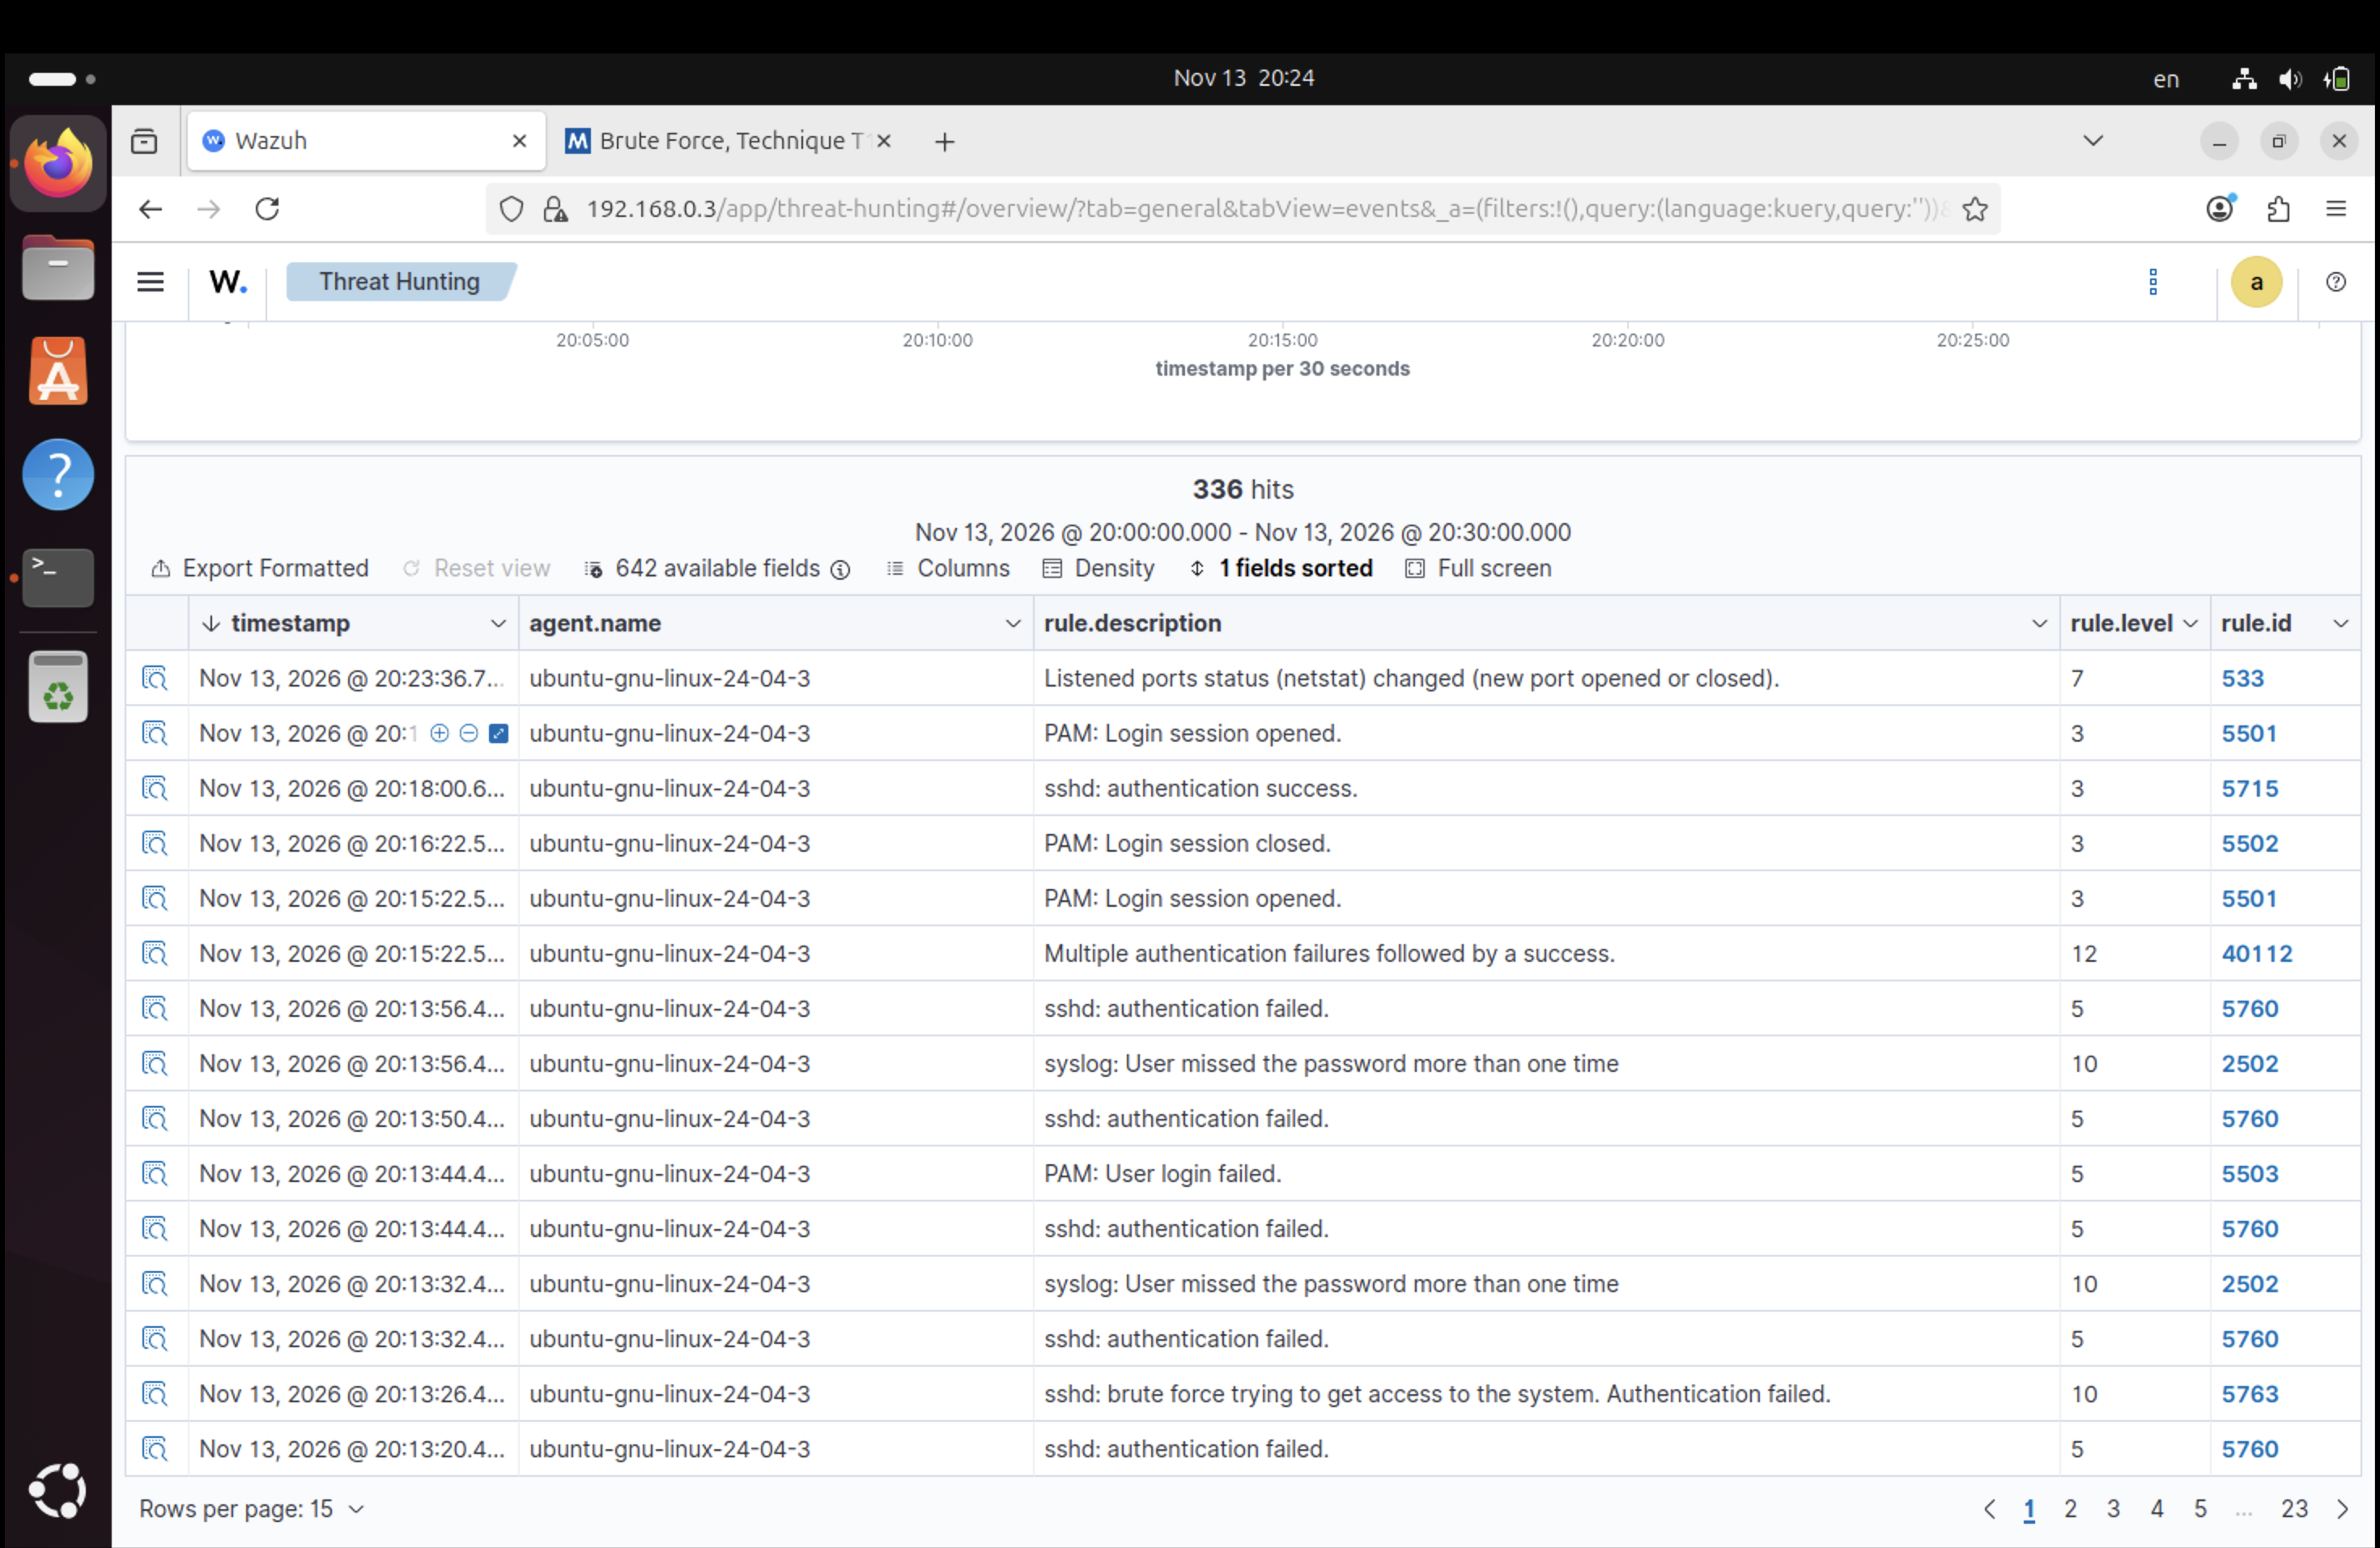 Nov 13 20:24
en
Wazuh
Brute Force, Technique T1
192.168.0.3/app/threat-hunting#/overview/?tab=general&tabView=events&_a=(filters:!(),query:(language:kuery,query:''))&
W. Threat Hunting a
20:05:00 20:10:00 20:15:00 20:20:00 20:25:00
timestamp per 30 seconds
336 hits
Nov 13, 2026 @ 20:00:00.000 - Nov 13, 2026 @ 20:30:00.000
Export Formatted Reset view 642 available fields Columns Density 1 fields sorted Full screen
timestamp agent.name rule.description rule.level rule.id
Nov 13, 2026 @ 20:23:36.7... ubuntu-gnu-linux-24-04-3 Listened ports status (netstat) changed (new port opened or closed). 7 533
Nov 13, 2026 @ 20:1 ubuntu-gnu-linux-24-04-3 PAM: Login session opened. 3 5501
Nov 13, 2026 @ 20:18:00.6... ubuntu-gnu-linux-24-04-3 sshd: authentication success. 3 5715
Nov 13, 2026 @ 20:16:22.5... ubuntu-gnu-linux-24-04-3 PAM: Login session closed. 3 5502
Nov 13, 2026 @ 20:15:22.5... ubuntu-gnu-linux-24-04-3 PAM: Login session opened. 3 5501
Nov 13, 2026 @ 20:15:22.5... ubuntu-gnu-linux-24-04-3 Multiple authentication failures followed by a success. 12 40112
Nov 13, 2026 @ 20:13:56.4... ubuntu-gnu-linux-24-04-3 sshd: authentication failed. 5 5760
Nov 13, 2026 @ 20:13:56.4... ubuntu-gnu-linux-24-04-3 syslog: User missed the password more than one time 10 2502
Nov 13, 2026 @ 20:13:50.4... ubuntu-gnu-linux-24-04-3 sshd: authentication failed. 5 5760
Nov 13, 2026 @ 20:13:44.4... ubuntu-gnu-linux-24-04-3 PAM: User login failed. 5 5503
Nov 13, 2026 @ 20:13:44.4... ubuntu-gnu-linux-24-04-3 sshd: authentication failed. 5 5760
Nov 13, 2026 @ 20:13:32.4... ubuntu-gnu-linux-24-04-3 syslog: User missed the password more than one time 10 2502
Nov 13, 2026 @ 20:13:32.4... ubuntu-gnu-linux-24-04-3 sshd: authentication failed. 5 5760
Nov 13, 2026 @ 20:13:26.4... ubuntu-gnu-linux-24-04-3 sshd: brute force trying to get access to the system. Authentication failed. 10 5763
Nov 13, 2026 @ 20:13:20.4... ubuntu-gnu-linux-24-04-3 sshd: authentication failed. 5 5760
Rows per page: 15 1 2 3 4 5 ... 23